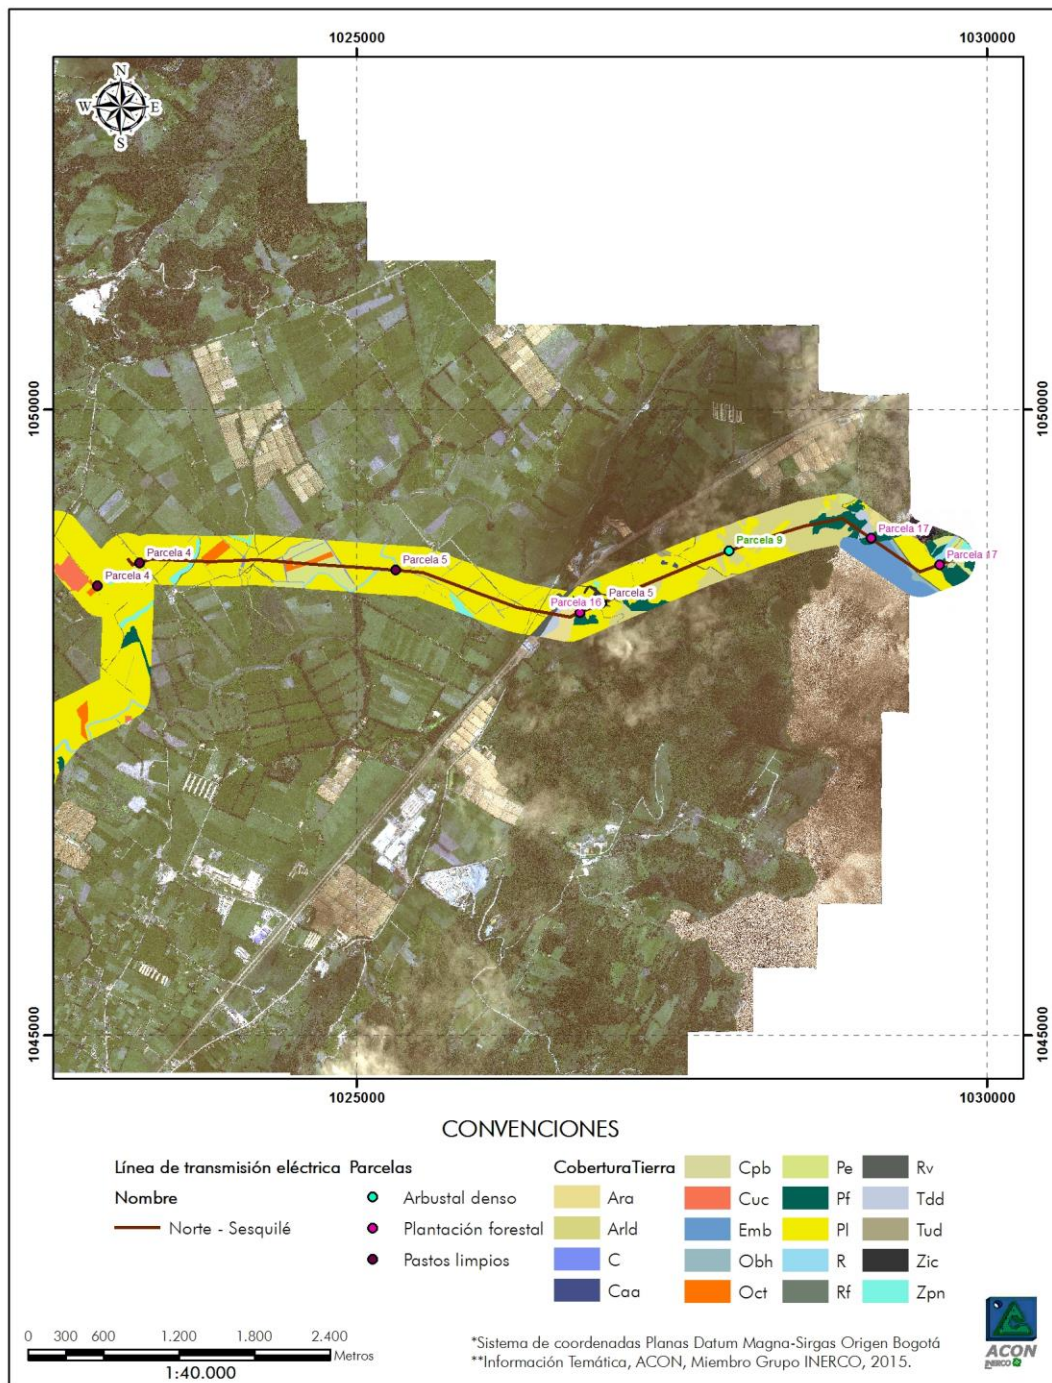 1025000 1030000
N
W E
S
1050000 1050000
Parcela 17
Parcela 9
Parcela 4
Parcela 17
Parcela 5
Parcela 4
Parcela 5
Parcela 16
1045000 1045000
1025000 1030000
CONVENCIONES
Línea de transmisión eléctrica
Nombre
Norte - Sesquilé
Parcelas
Arbustal denso
Plantación forestal
Pastos limpios
CoberturaTierra
Ara
Arld
C
Caa
Cpb
Cuc
Emb
Obh
Oct
Pe
Pf
Pl
R
Rf
Rv
Tdd
Tud
Zic
Zpn
0 300 600 1.200 1.800 2.400
Metros
1:40.000
*Sistema de coordenadas Planas Datum Magna-Sirgas Origen Bogotá
**Información Temática, ACON, Miembro Grupo INERCO, 2015.
ACON
INERCO